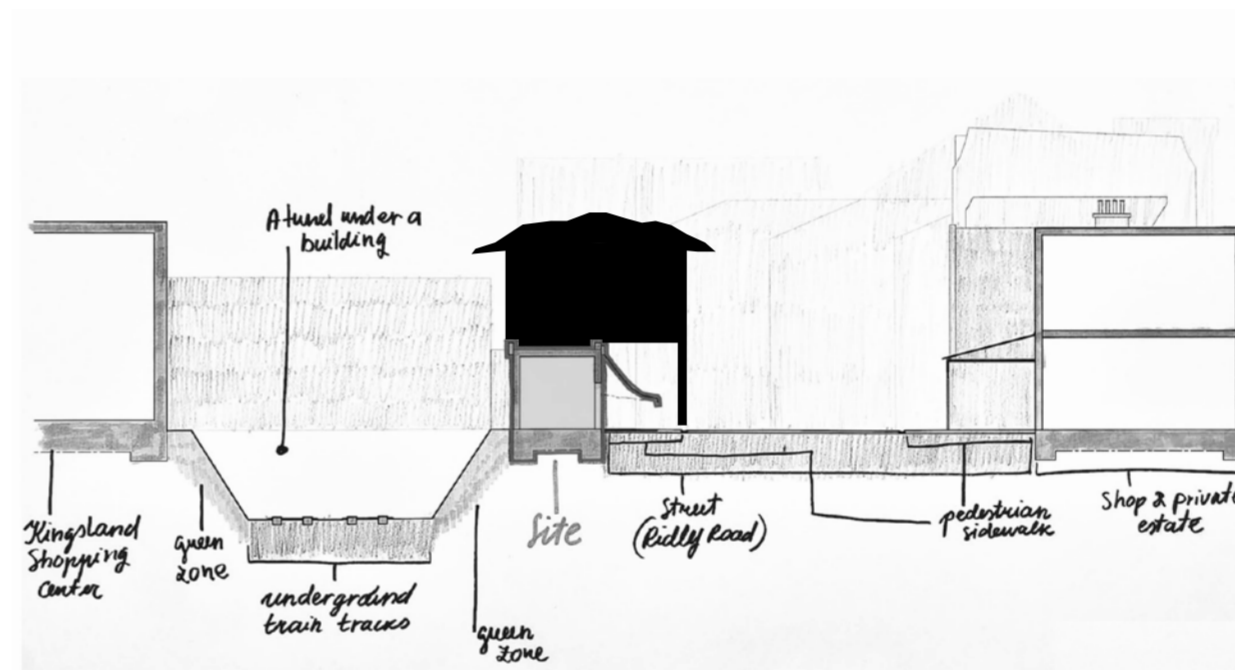 A tunel under a
building
Kingsland
Shopping
Center
green
zone
underground
train tracks
green
zone
Site
Street
(Ridly Road)
pedestrian
sidewalk
Shop & private
estate